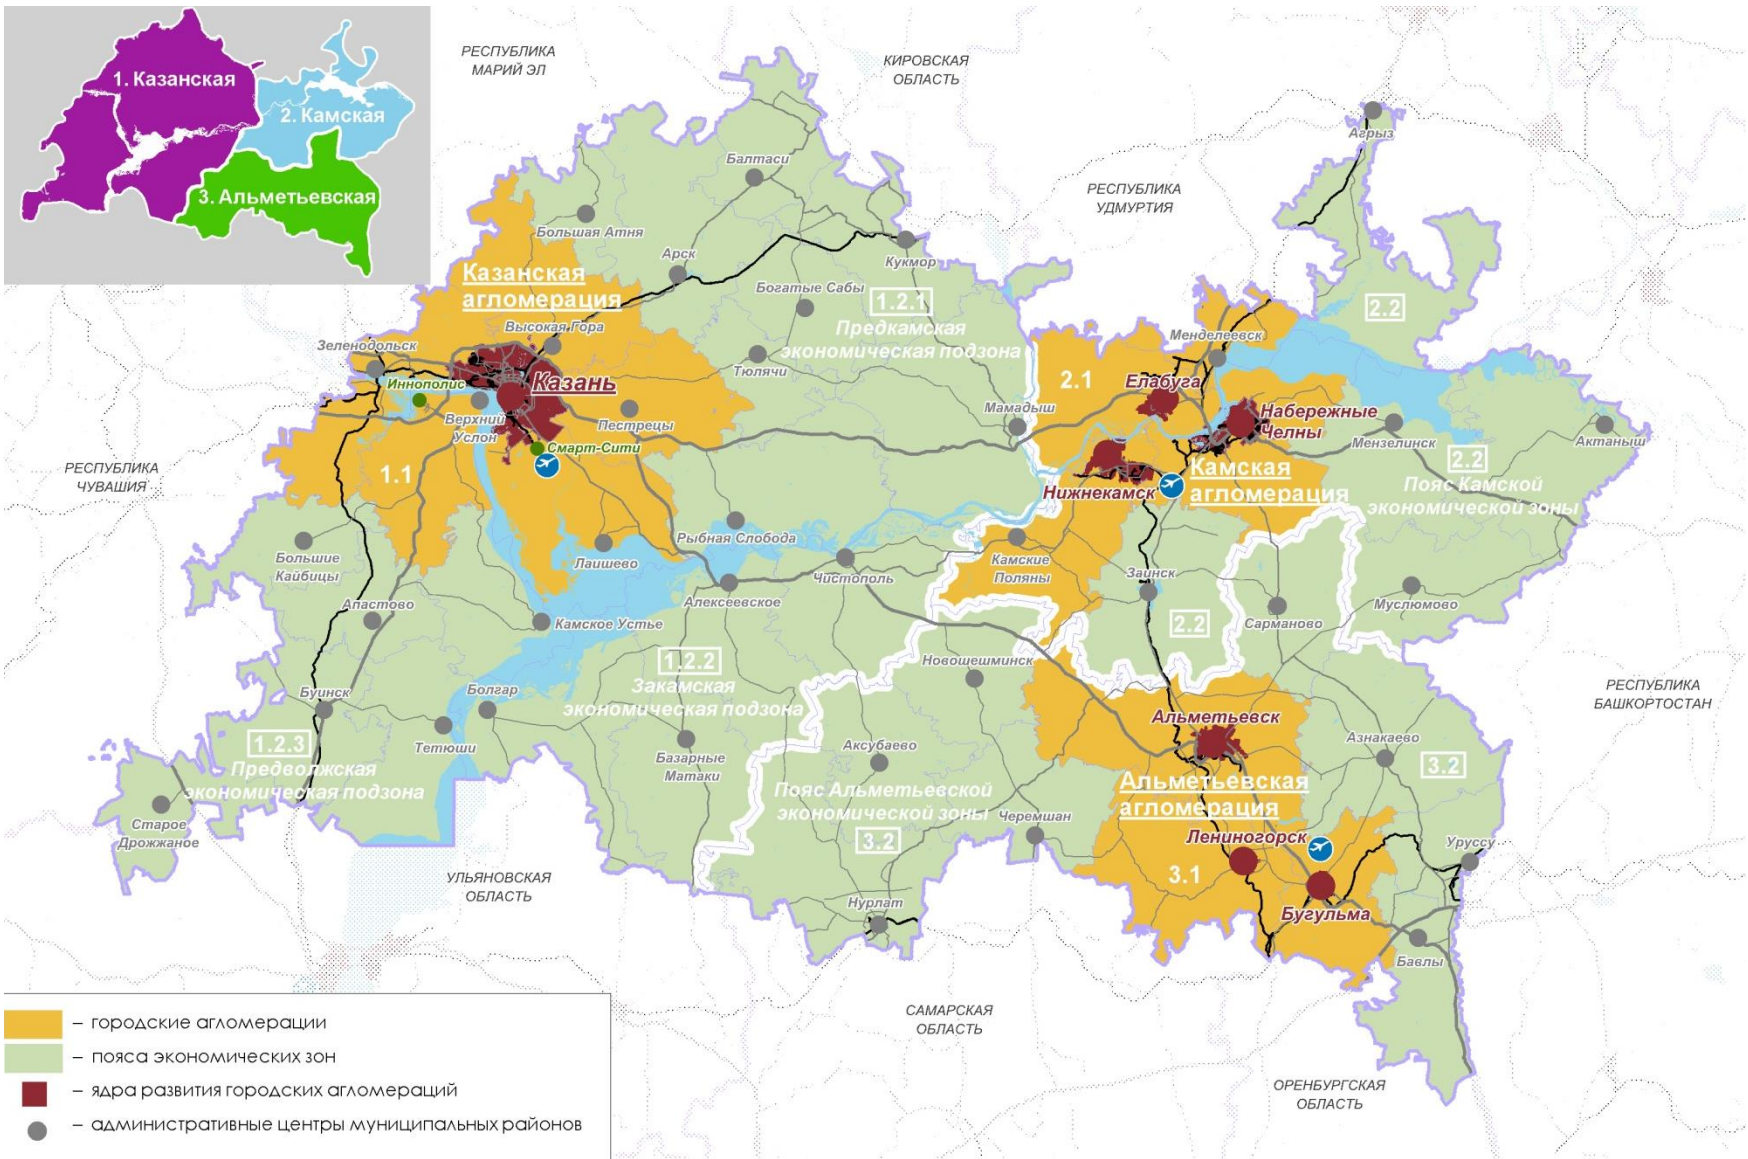 1. Казанская
2. Камская
3. Альметьевская
РЕСПУБЛИКА
МАРИЙ ЭЛ
КИРОВСКАЯ
ОБЛАСТЬ
РЕСПУБЛИКА
УДМУРТИЯ
Агрыз
Балтаси
Большая Атня
Арск
Кукмор
Казанская
агломерация
Богатые Сабы
1.2.1
Предкамская
экономическая подзона
2.2
Высокая Гора
Зеленодольск
Тюлячи
Менделеевск
Иннополис
Казань
2.1
Елабуга
Верхний
Услон
Пестрецы
Мамадыш
Набережные
Челны
Мензелинск
Актаныш
Смарт-Сити
РЕСПУБЛИКА
ЧУВАШИЯ
1.1
Нижнекамск
Камская
агломерация
2.2
Пояс Камской
экономической зоны
Большие
Кайбицы
Лаишево
Рыбная Слобода
Чистополь
Камские
Поляны
Заинск
Апастово
Камское Устье
Алексеевское
Сарманово
Муслюмово
2.2
1.2.2
Закамская
экономическая подзона
Новошешминск
Буинск
Болгар
Тетюши
РЕСПУБЛИКА
БАШКОРТОСТАН
1.2.3
Предволжская
экономическая подзона
Базарные
Матаки
Аксубаево
Альметьевск
Азнакаево
3.2
Пояс Альметьевской
экономической зоны
3.2
Альметьевская
агломерация
Старое
Дрожжаное
Черемшан
Лениногорск
Уруссу
УЛЬЯНОВСКАЯ
ОБЛАСТЬ
3.1
Нурлат
Бугульма
Бавлы
САМАРСКАЯ
ОБЛАСТЬ
ОРЕНБУРГСКАЯ
ОБЛАСТЬ
– городские агломерации
– пояса экономических зон
– ядра развития городских агломераций
– административные центры муниципальных районов